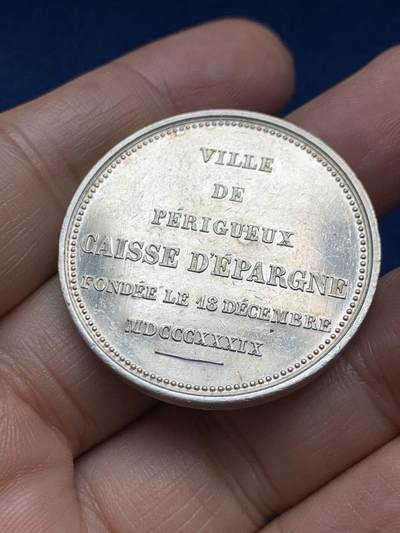 VILLE
DE
PÉRIGUEUX
CAISSE D'ÉPARGNE
FONDÉE LE 18 DÉCEMBRE
MDCCCXXXIX